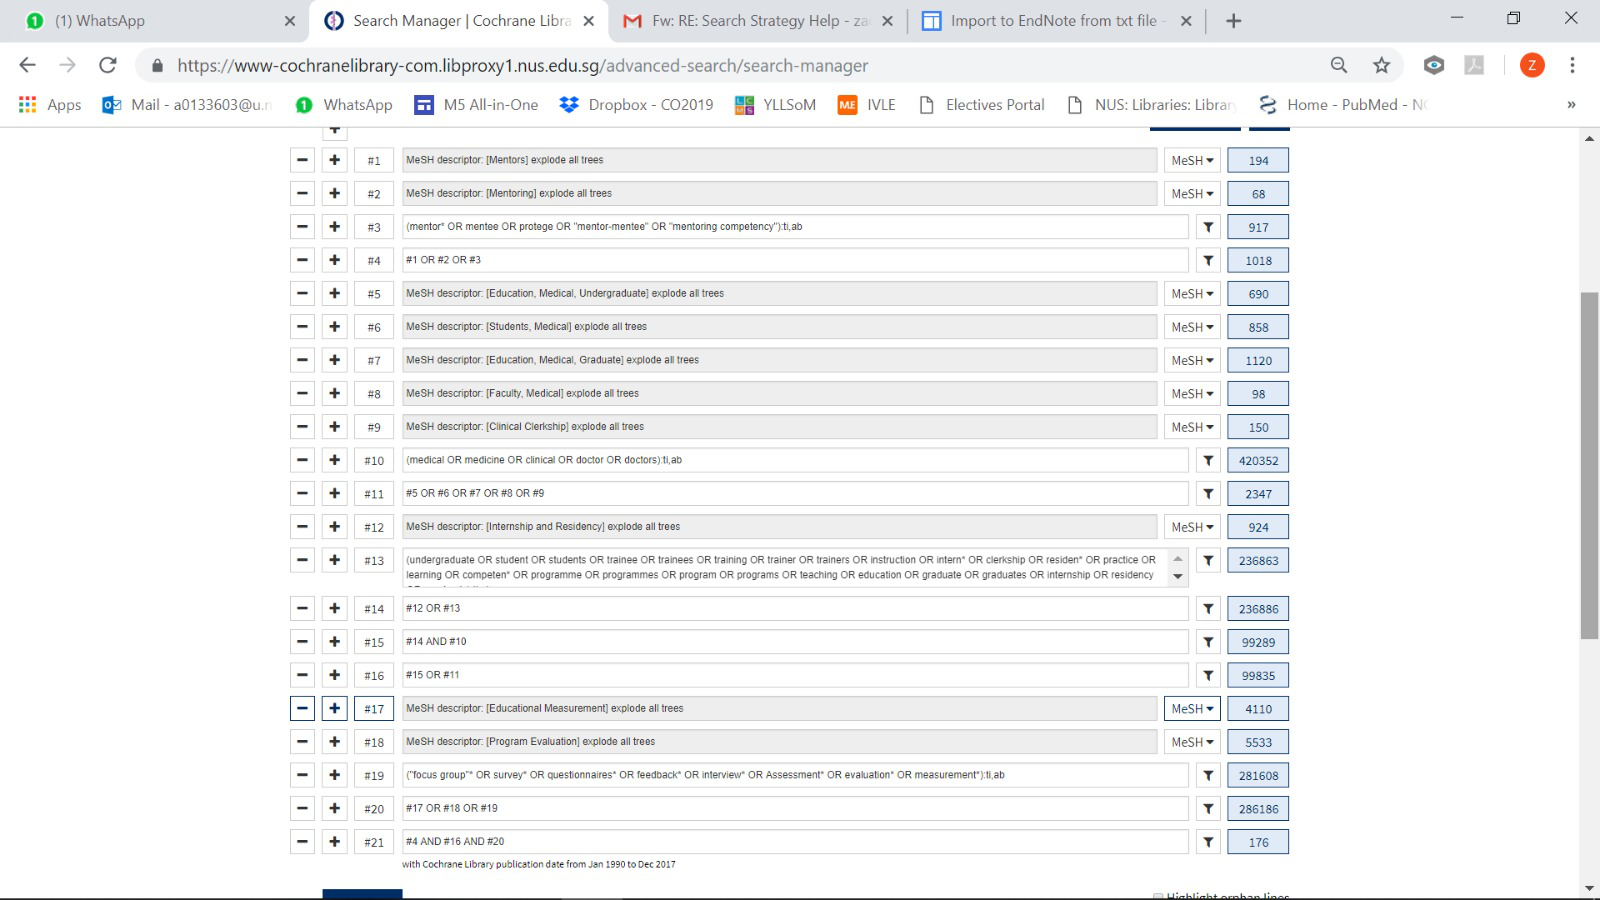 (1) WhatsApp
Search Manager | Cochrane Libra
Fw: RE: Search Strategy Help - za
Import to EndNote from txt file -
https://www-cochranelibrary-com.libproxy1.nus.edu.sg/advanced-search/search-manager
Z
Apps
Mail - a0133603@u.n
WhatsApp
M5 All-in-One
Dropbox - CO2019
YLLSoM
IVLE
Electives Portal
NUS: Libraries: Librar
Home - PubMed - NC
»
#1 MeSH descriptor: [Mentors] explode all trees MeSH 194
#2 MeSH descriptor: [Mentoring] explode all trees MeSH 68
#3 (mentor* OR mentee OR protege OR "mentor-mentee" OR "mentoring competency"):ti,ab 917
#4 #1 OR #2 OR #3 1018
#5 MeSH descriptor: [Education, Medical, Undergraduate] explode all trees MeSH 690
#6 MeSH descriptor: [Students, Medical] explode all trees MeSH 858
#7 MeSH descriptor: [Education, Medical, Graduate] explode all trees MeSH 1120
#8 MeSH descriptor: [Faculty, Medical] explode all trees MeSH 98
#9 MeSH descriptor: [Clinical Clerkship] explode all trees MeSH 150
#10 (medical OR medicine OR clinical OR doctor OR doctors):ti,ab 420352
#11 #5 OR #6 OR #7 OR #8 OR #9 2347
#12 MeSH descriptor: [Internship and Residency] explode all trees MeSH 924
#13 (undergraduate OR student OR students OR trainee OR trainees OR training OR trainer OR trainers OR instruction OR intern* OR clerkship OR residen* OR practice OR 236863
learning OR competen* OR programme OR programmes OR program OR programs OR teaching OR education OR graduate OR graduates OR internship OR residency
#14 #12 OR #13 236886
#15 #14 AND #10 99289
#16 #15 OR #11 99835
#17 MeSH descriptor: [Educational Measurement] explode all trees MeSH 4110
#18 MeSH descriptor: [Program Evaluation] explode all trees MeSH 5533
#19 ("focus group"* OR survey* OR questionnaires* OR feedback* OR interview* OR Assessment* OR evaluation* OR measurement*):ti,ab 281608
#20 #17 OR #18 OR #19 286186
#21 #4 AND #16 AND #20 176
with Cochrane Library publication date from Jan 1990 to Dec 2017
Highlight orphan lines